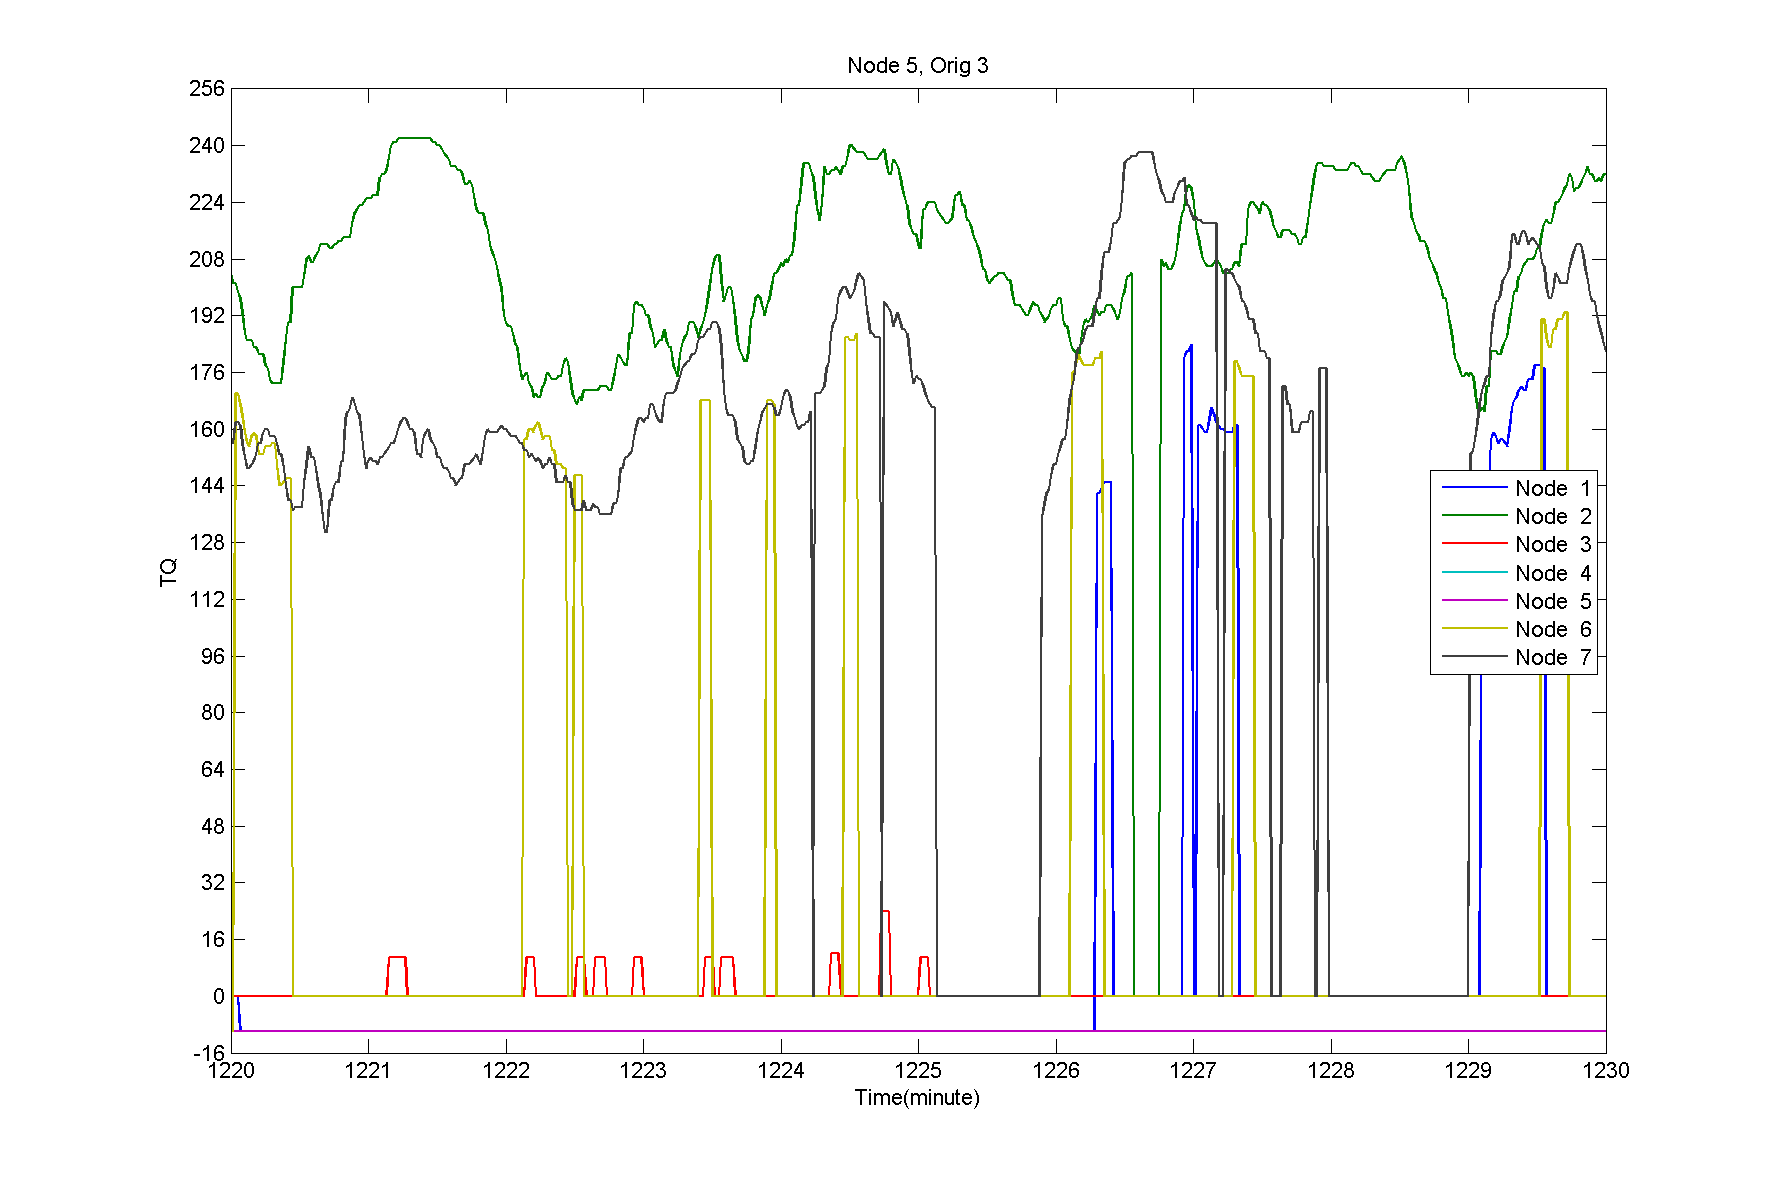 Node 5, Orig 3
256
240
224
208
192
176
160
144
128
112
96
80
64
48
32
16
0
-16
TQ
Node 1
Node 2
Node 3
Node 4
Node 5
Node 6
Node 7
1220 1221 1222 1223 1224 1225 1226 1227 1228 1229 1230
Time(minute)